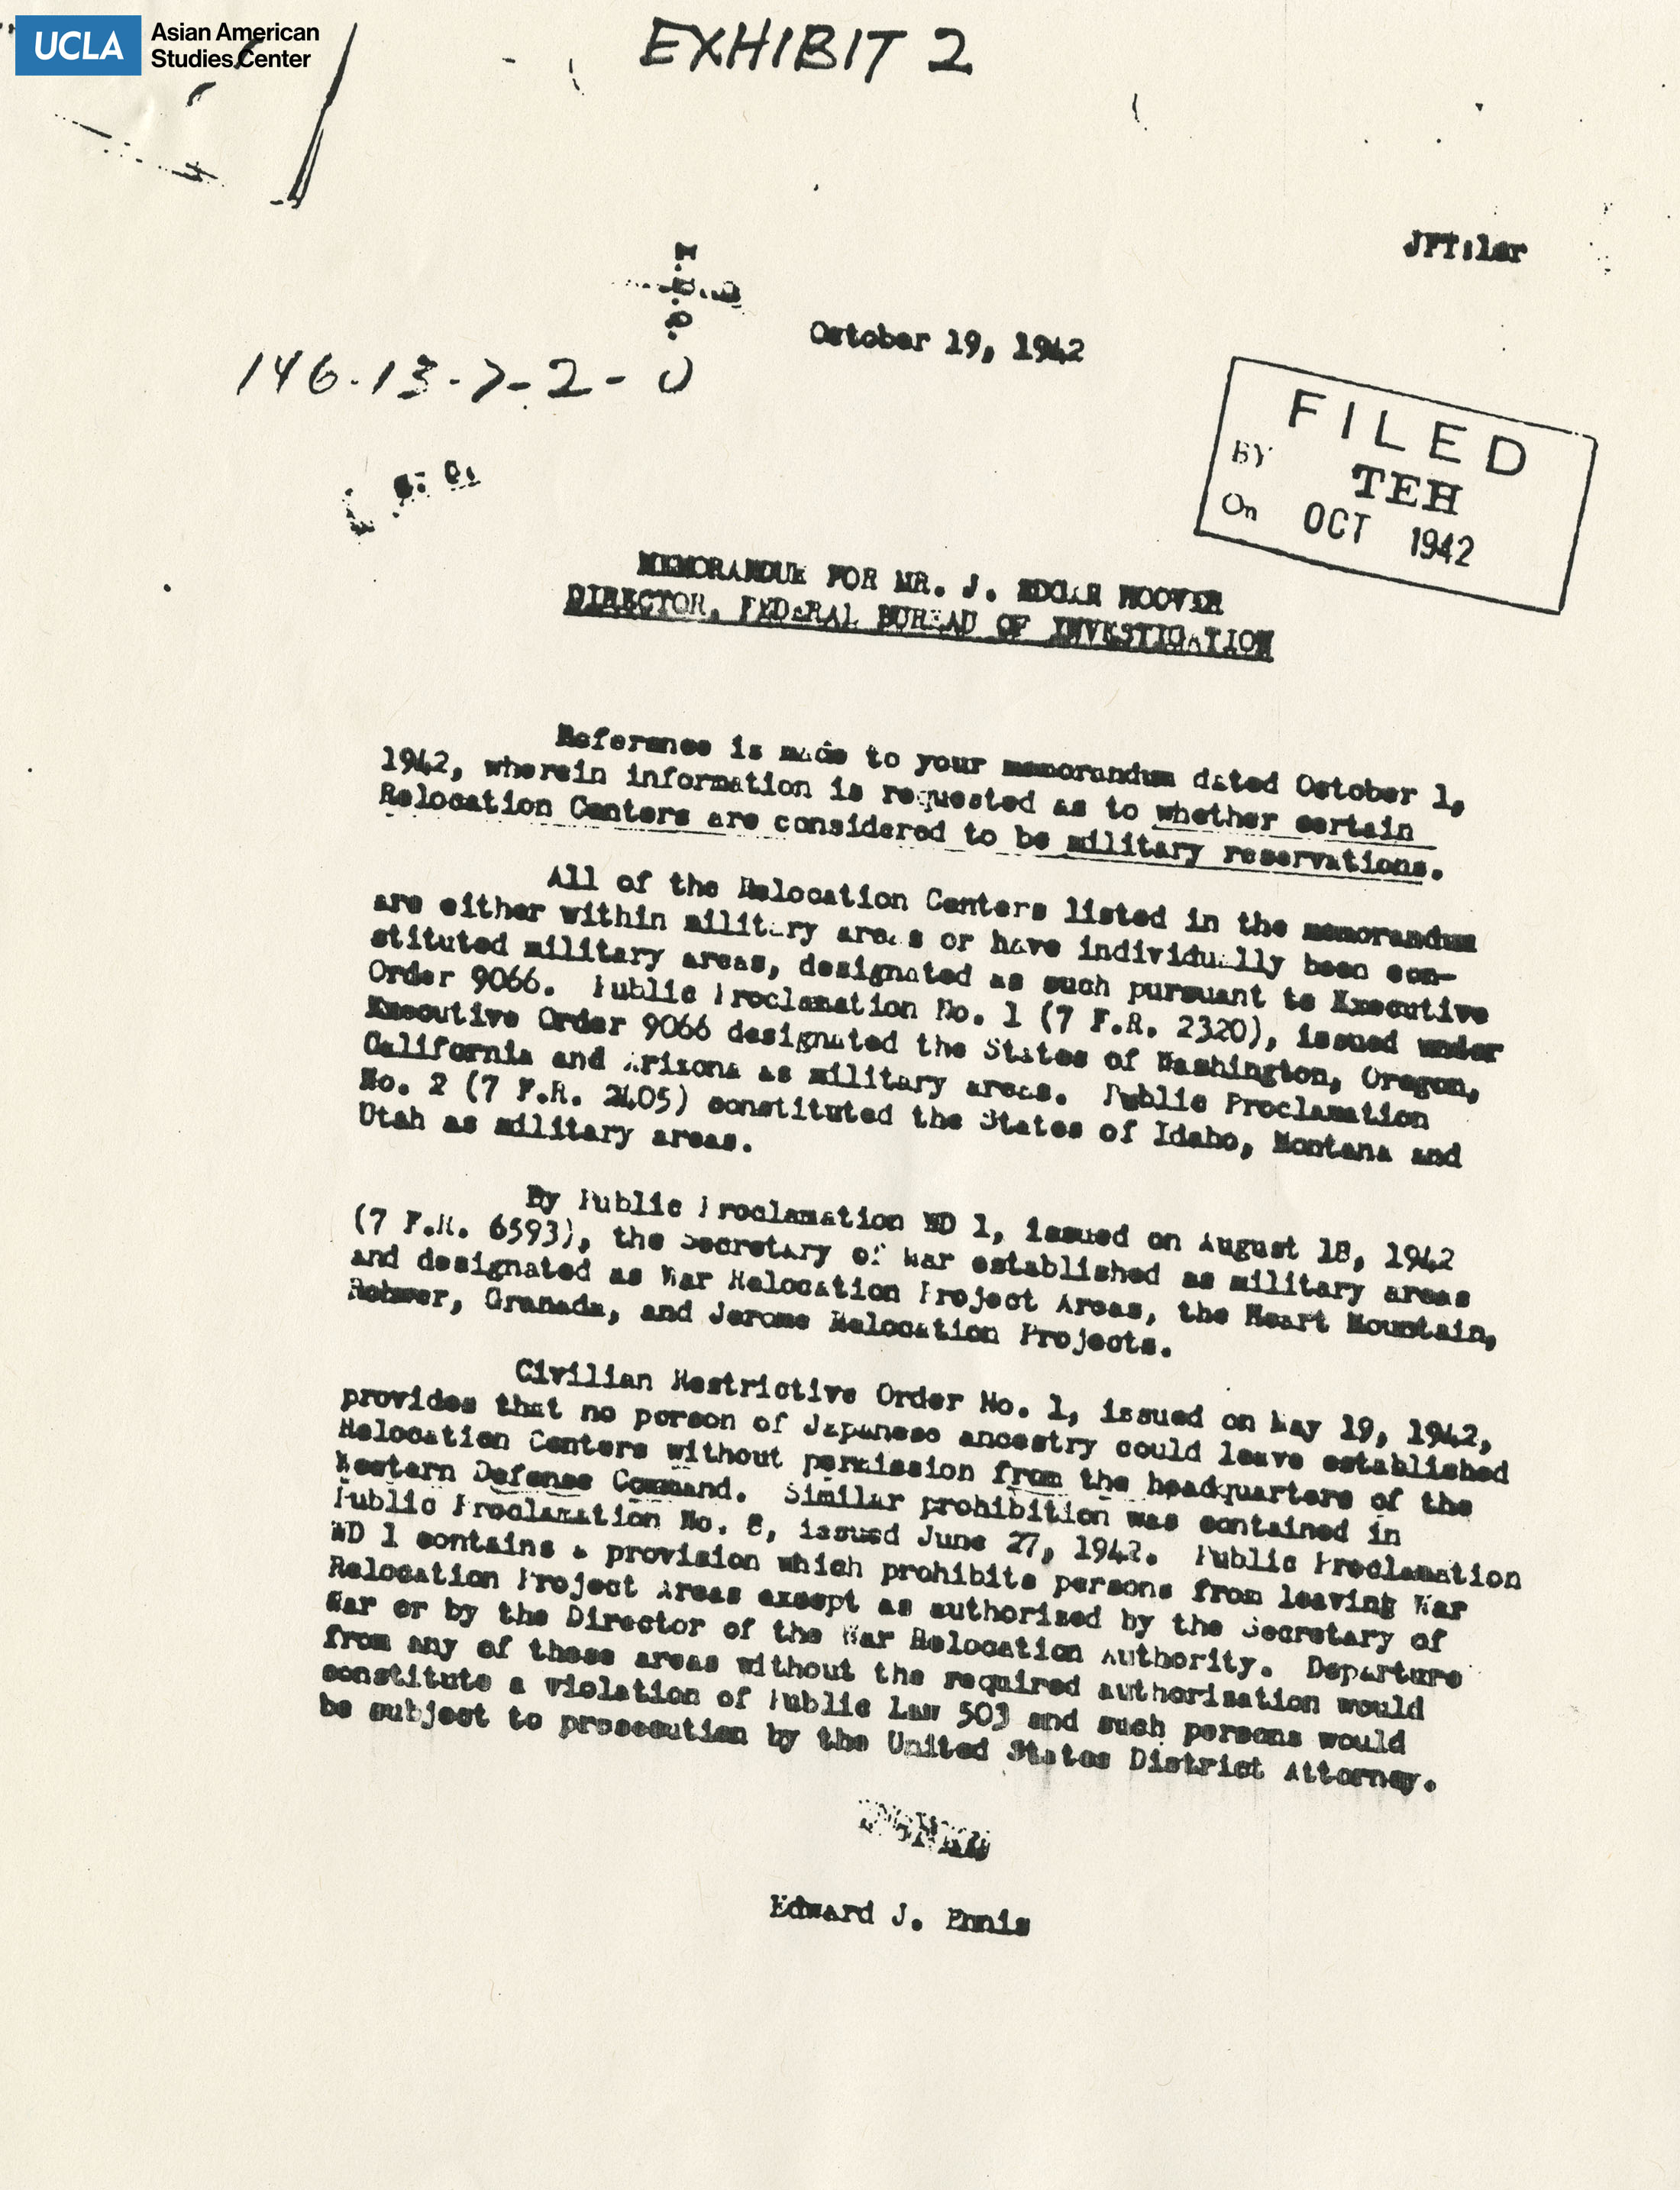 UCLA Asian American
Studies Center
EXHIBIT 2
JFT:lar
October 19, 1942
146-13-7-2-0
FILED
BY TEH
On OCT 1942
MEMORANDUM FOR MR. J. EDGAR HOOVER
DIRECTOR, FEDERAL BUREAU OF INVESTIGATION
Reference is made to your memorandum dated October 1,
1942, wherein information is requested as to whether certain
Relocation Centers are considered to be military reservations.
All of the Relocation Centers listed in the memorandum
are either within military areas or have individually been con-
stituted military areas, designated as such pursuant to Executive
Order 9066. Public Proclamation No. 1 (7 F.R. 2320), issued under
Executive Order 9066 designated the States of Washington, Oregon,
California and Arizona as military areas. Public Proclamation
No. 2 (7 F.R. 2405) constituted the States of Idaho, Montana and
Utah as military areas.
By Public Proclamation WD 1, issued on August 18, 1942
(7 F.R. 6593), the Secretary of War established as military areas
and designated as War Relocation Project Areas, the Heart Mountain,
Rohwer, Granada, and Jerome Relocation Projects.
Civilian Restrictive Order No. 1, issued on May 19, 1942,
provides that no person of Japanese ancestry could leave established
Relocation Centers without permission from the headquarters of the
Western Defense Command. Similar prohibition was contained in
Public Proclamation No. 8, issued June 27, 1942. Public Proclamation
WD 1 contains a provision which prohibits persons from leaving War
Relocation Project Areas except as authorized by the Secretary of
War or by the Director of the War Relocation Authority. Departure
from any of these areas without the required authorization would
constitute a violation of Public Law 503 and such persons would
be subject to prosecution by the United States District Attorney.
Edward J. Ennis